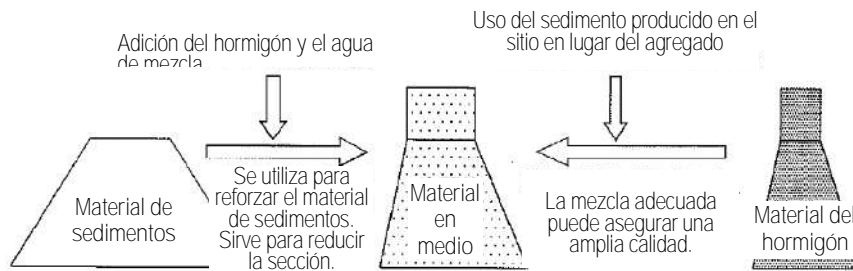 Adición del hormigón y el agua
de mezcla
Uso del sedimento producido en el
sitio en lugar del agregado
Material de
sedimentos
Se utiliza para
reforzar el material
de sedimentos.
Sirve para reducir
la sección.
Material
en
medio
La mezcla adecuada
puede asegurar una
amplia calidad.
Material del
hormigón